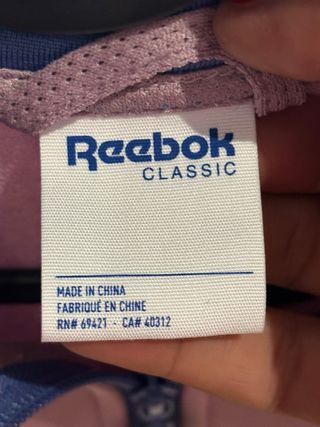 Reebok
CLASSIC
MADE IN CHINA
FABRIQUÉ EN CHINE
RN# 69421 - CA# 40312